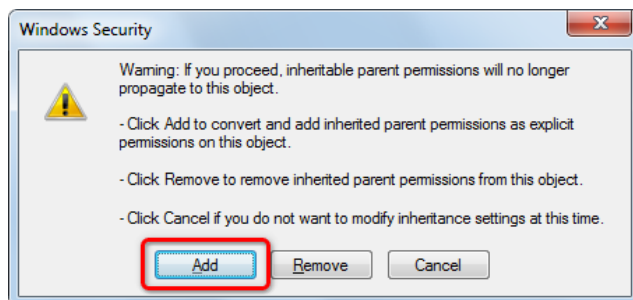 Windows Security
Warning: If you proceed, inheritable parent permissions will no longer
propagate to this object.
- Click Add to convert and add inherited parent permissions as explicit
permissions on this object.
- Click Remove to remove inherited parent permissions from this object.
- Click Cancel if you do not want to modify inheritance settings at this time.
Add Remove Cancel